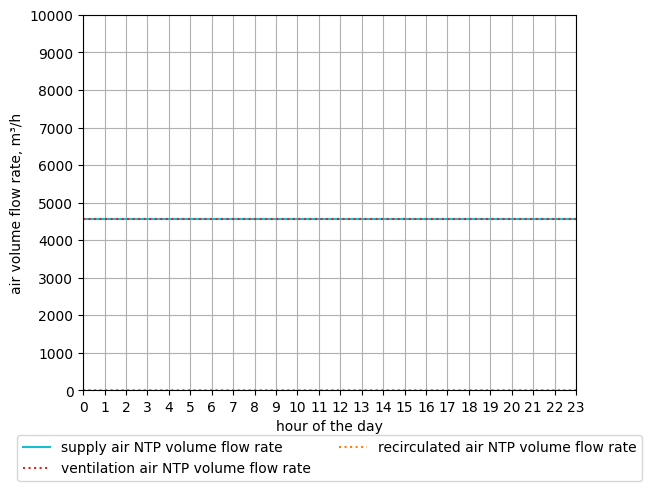 10000
9000
8000
7000
6000
5000
4000
3000
2000
1000
0
air volume flow rate, m³/h
0 1 2 3 4 5 6 7 8 9 10 11 12 13 14 15 16 17 18 19 20 21 22 23
hour of the day
supply air NTP volume flow rate
ventilation air NTP volume flow rate
recirculated air NTP volume flow rate